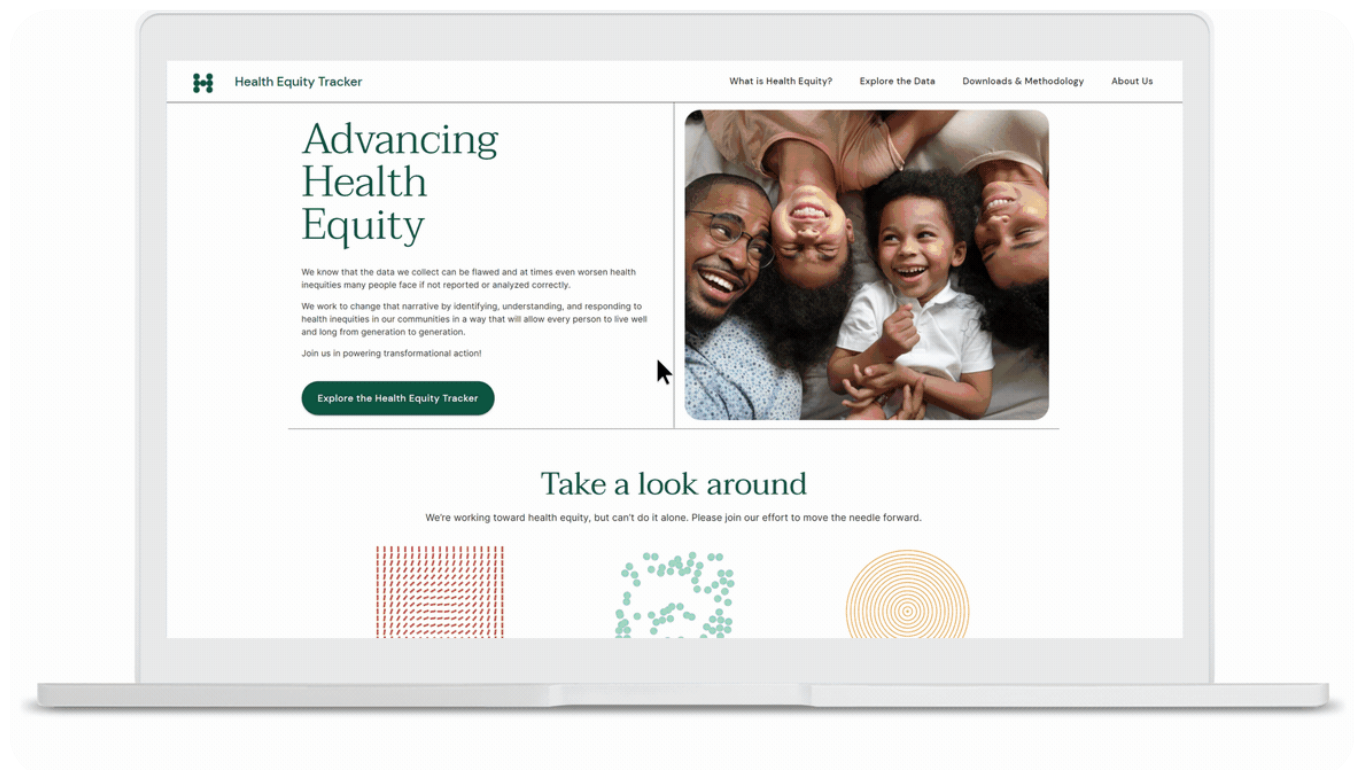 Health Equity Tracker
What is Health Equity?
Explore the Data
Downloads & Methodology
About Us
Advancing
Health
Equity
We know that the data we collect can be flawed and at times even worsen health
inequities many people face if not reported or analyzed correctly.
We work to change that narrative by identifying, understanding, and responding to
health inequities in our communities in a way that will allow every person to live well
and long from generation to generation.
Join us in powering transformational action!
Explore the Health Equity Tracker
Take a look around
We're working toward health equity, but can't do it alone. Please join our effort to move the needle forward.